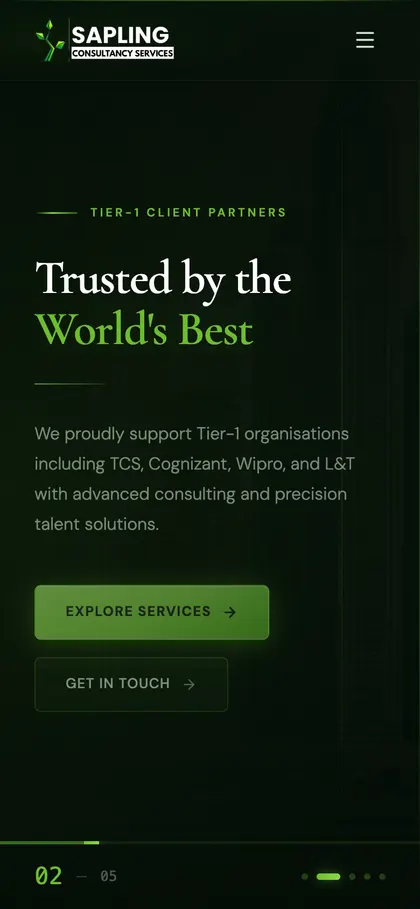 SAPLING
CONSULTANCY SERVICES
TIER-1 CLIENT PARTNERS
Trusted by the
World's Best
We proudly support Tier-1 organisations
including TCS, Cognizant, Wipro, and L&T
with advanced consulting and precision
talent solutions.
EXPLORE SERVICES →
GET IN TOUCH →
02 — 05